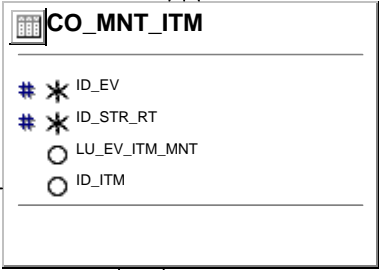 CO_MNT_ITM
# * ID_EV
# * ID_STR_RT
LU_EV_ITM_MNT
ID_ITM